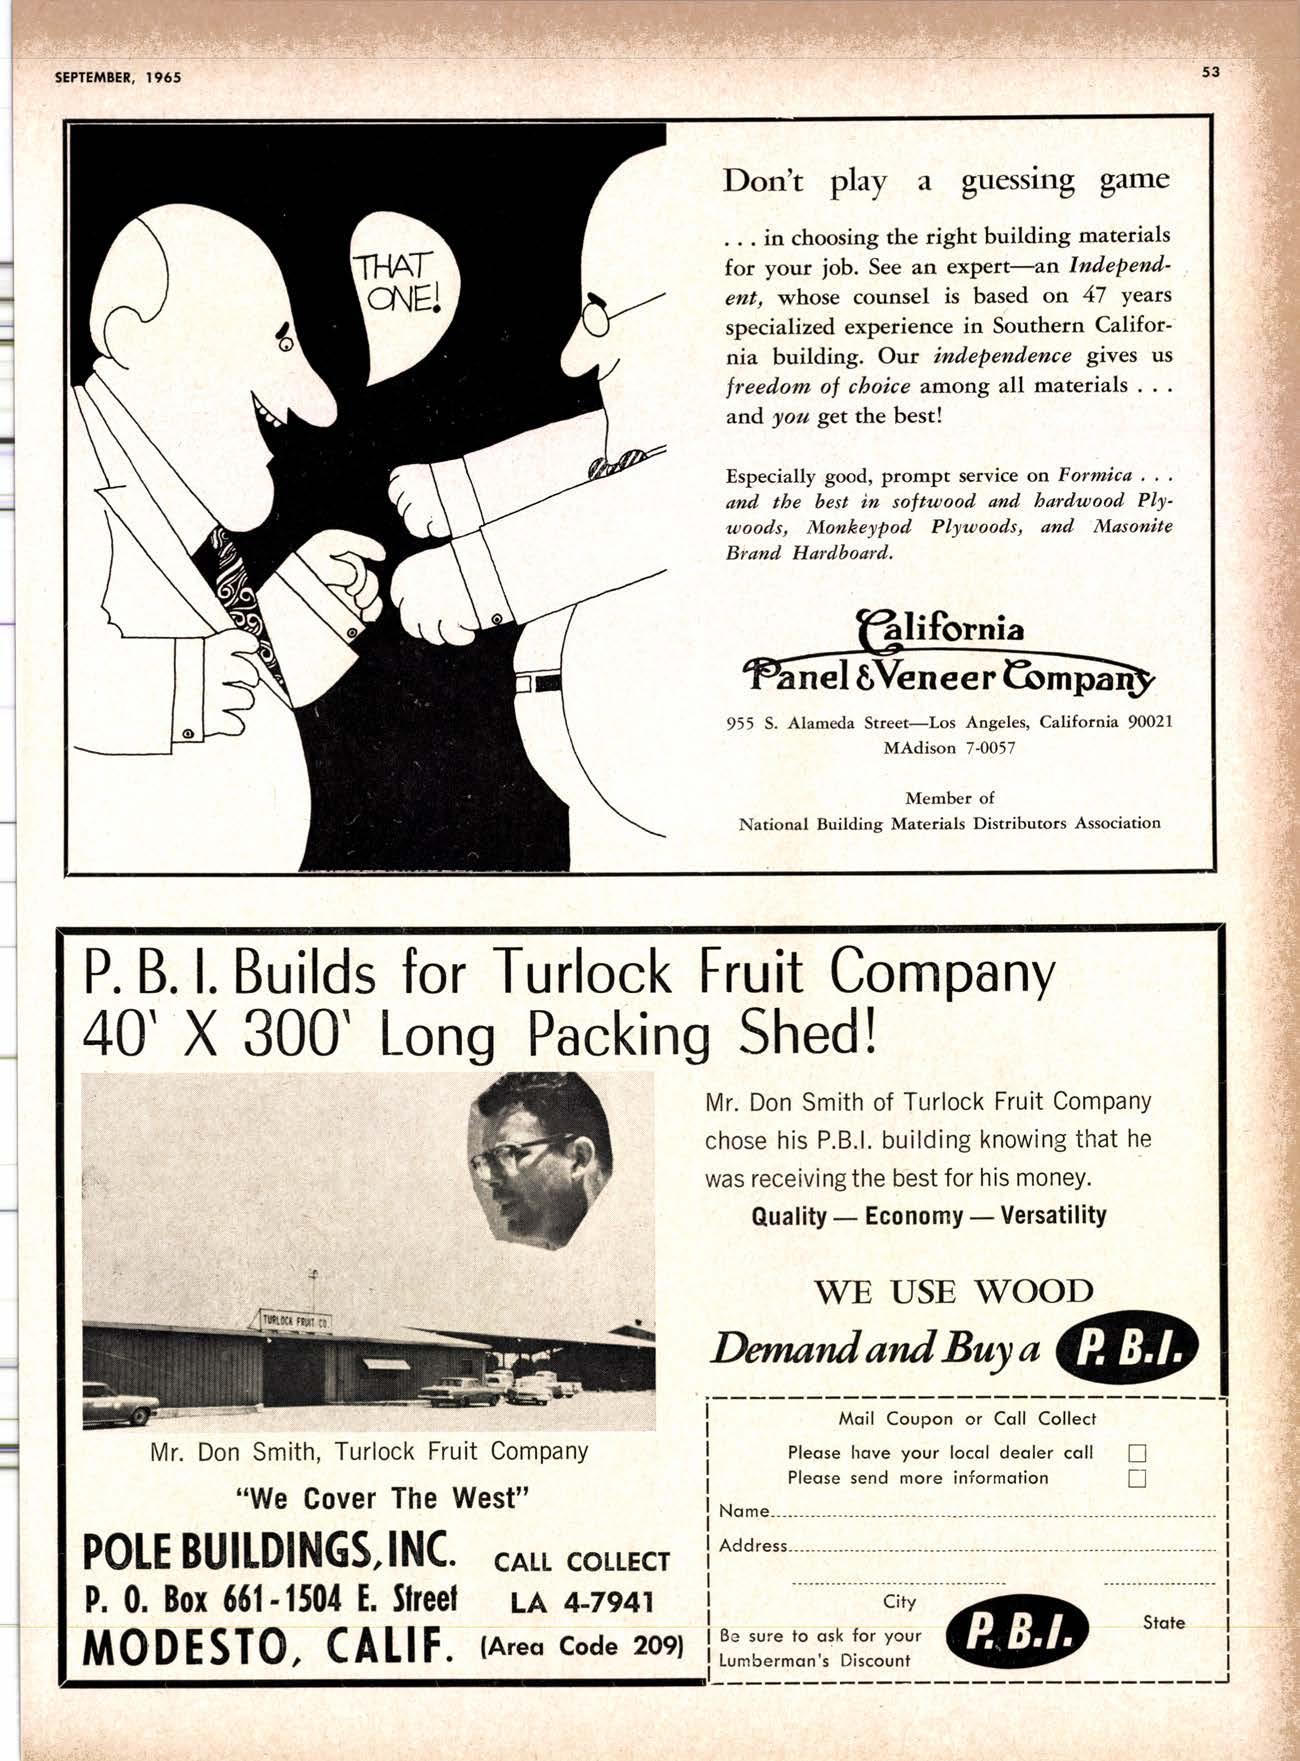 SEPTEMBER, 1965
53
THAT
ONE!
Don't play a guessing game
. . . in choosing the right building materials
for your job. See an expert—an Independ-
ent, whose counsel is based on 47 years
specialized experience in Southern Califor-
nia building. Our independence gives us
freedom of choice among all materials . . .
and you get the best!
Especially good, prompt service on Formica . . .
and the best in softwood and hardwood Ply-
woods, Monkeypod Plywoods, and Masonite
Brand Hardboard.
California
Panel & Veneer Company
955 S. Alameda Street—Los Angeles, California 90021
MAdison 7-0057
Member of
National Building Materials Distributors Association
P. B. I. Builds for Turlock Fruit Company
40' X 300' Long Packing Shed!
TURLOCK FRUIT CO.
Mr. Don Smith, Turlock Fruit Company
"We Cover The West"
POLE BUILDINGS, INC.
P. O. Box 661-1504 E. Street
MODESTO, CALIF.
CALL COLLECT
LA 4-7941
(Area Code 209)
Mr. Don Smith of Turlock Fruit Company
chose his P.B.I. building knowing that he
was receiving the best for his money.
Quality — Economy — Versatility
WE USE WOOD
Demand and Buy a P.B.I.
Mail Coupon or Call Collect
Please have your local dealer call
Please send more information
Name
Address
City
State
Be sure to ask for your
Lumberman's Discount
P.B.I.